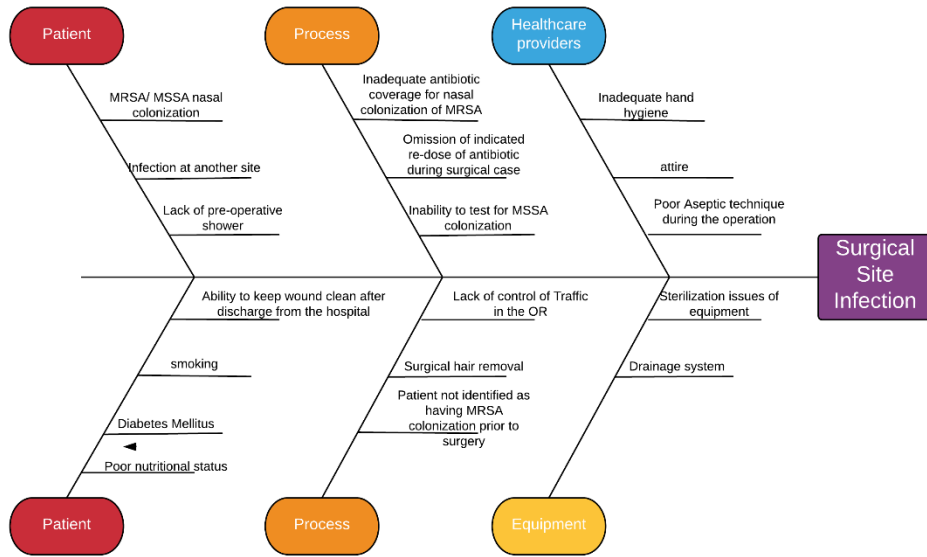 Patient
Process
Healthcare
providers
MRSA/ MSSA nasal
colonization
Infection at another site
Lack of pre-operative
shower
Inadequate antibiotic
coverage for nasal
colonization of MRSA
Omission of indicated
re-dose of antibiotic
during surgical case
Inability to test for MSSA
colonization
Inadequate hand
hygiene
attire
Poor Aseptic technique
during the operation
Surgical
Site
Infection
Ability to keep wound clean after
discharge from the hospital
smoking
Diabetes Mellitus
Poor nutritional status
Lack of control of Traffic
in the OR
Surgical hair removal
Patient not identified as
having MRSA
colonization prior to
surgery
Sterilization issues of
equipment
Drainage system
Patient
Process
Equipment